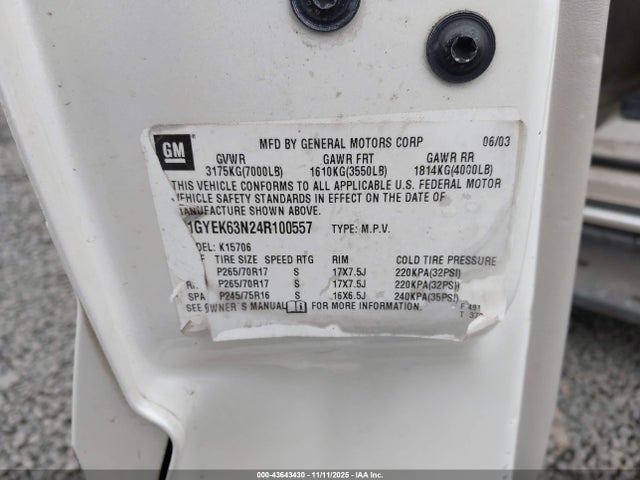 GM
MFD BY GENERAL MOTORS CORP 06/03
GVWR GAWR FRT GAWR RR
3175KG(7000LB) 1610KG(3550LB) 1814KG(4000LB)
THIS VEHICLE CONFORMS TO ALL APPLICABLE U.S. FEDERAL MOTOR
VEHICLE SAFETY STANDARDS IN EFFECT ON THE DATE OF
MANUFACTURE SHOWN ABOVE.
1GYEK63N24R100557 TYPE: M.P.V.
MODEL: K15706
TIRE SIZE SPEED RTG RIM COLD TIRE PRESSURE
P265/70R17 S 17X7.5J 220KPA(32PSI)
P265/70R17 S 17X7.5J 220KPA(32PSI)
SPA P245/75R16 S 16X6.5J 240KPA(35PSI)
SEE OWNER'S MANUAL FOR MORE INFORMATION.
000-43643430 - 11/11/2025 - IAA Inc.